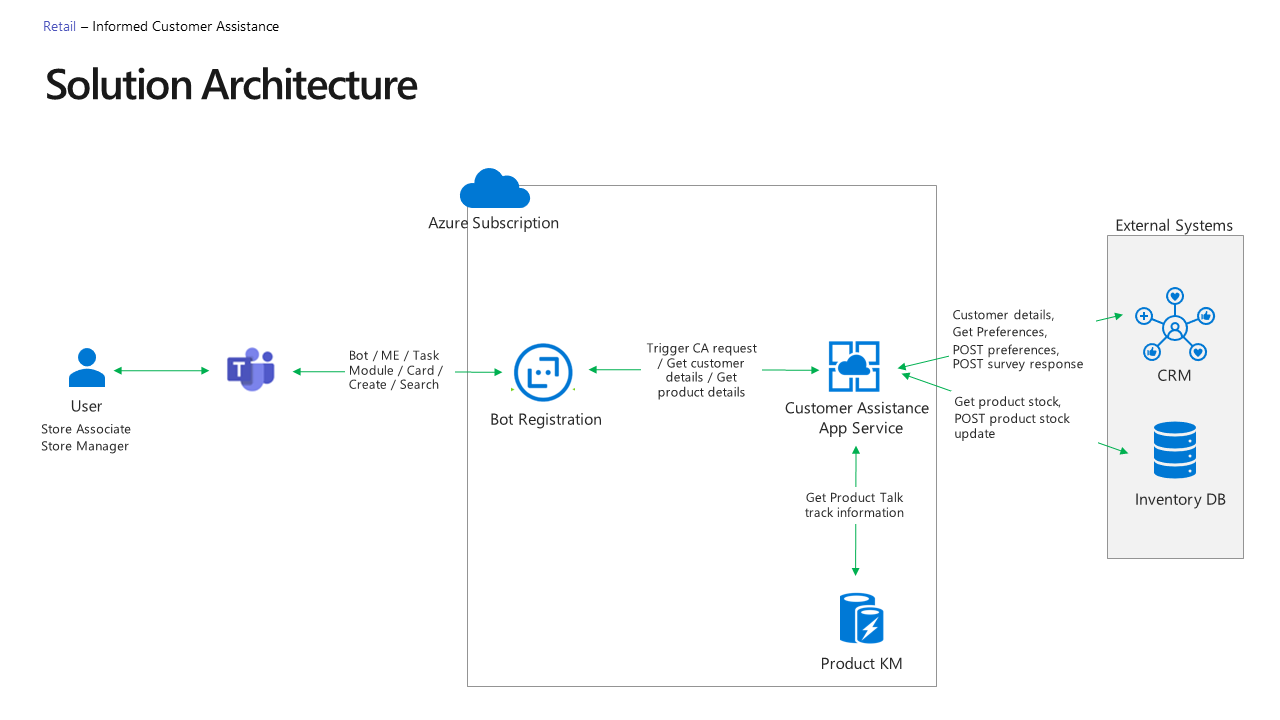 Retail – Informed Customer Assistance
Solution Architecture
Azure Subscription
External Systems
User
Store Associate
Store Manager
T
Bot / ME / Task
Module / Card /
Create / Search
Bot Registration
Trigger CA request
/ Get customer
details / Get
product details
Customer Assistance
App Service
Get Product Talk
track information
Product KM
Customer details,
Get Preferences,
POST preferences,
POST survey response
Get product stock,
POST product stock
update
CRM
Inventory DB